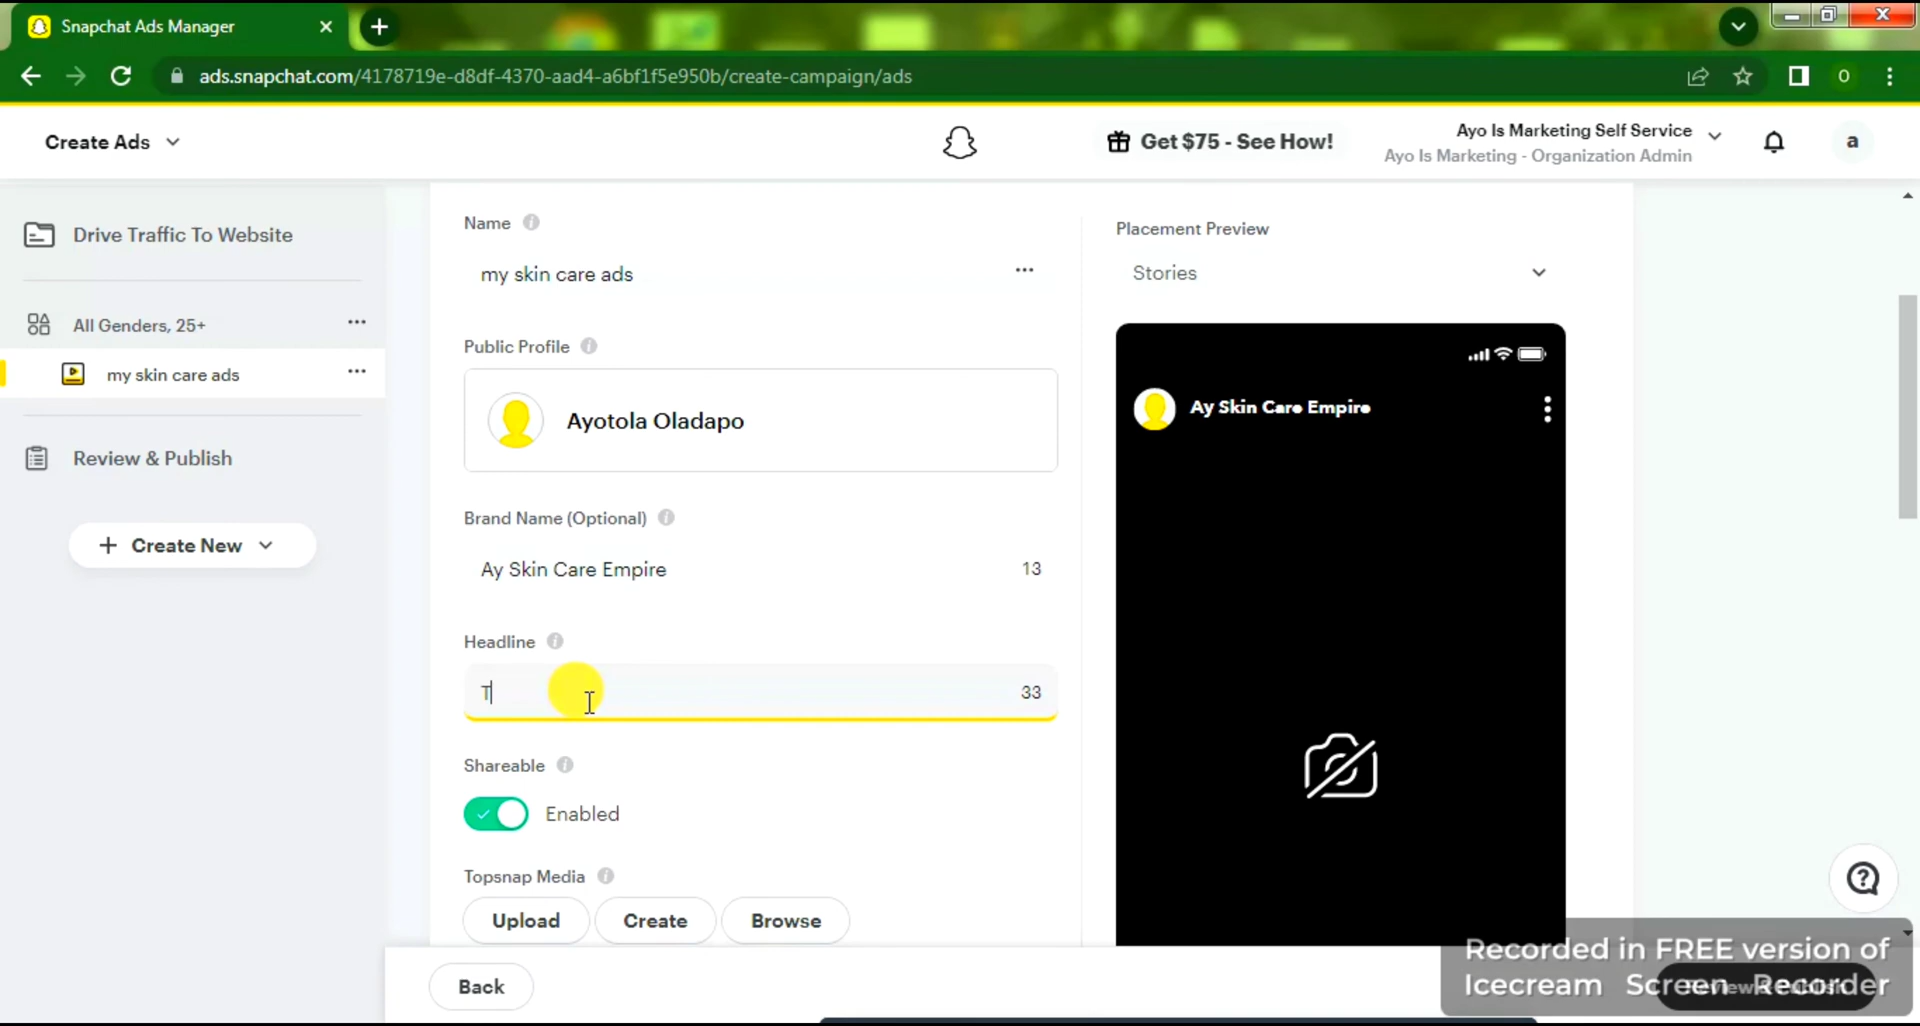 Snapchat Ads Manager
ads.snapchat.com/4178719e-d8df-4370-aad4-a6bf1f5e950b/create-campaign/ads
O
Create Ads
Get $75 - See How!
Ayo Is Marketing Self Service
Ayo Is Marketing - Organization Admin
a
Drive Traffic To Website
All Genders, 25+
my skin care ads
Review & Publish
+ Create New
Name
my skin care ads
Public Profile
Ayotola Oladapo
Brand Name (Optional)
Ay Skin Care Empire
13
Headline
T
33
Shareable
Enabled
Topsnap Media
Upload
Create
Browse
Back
Placement Preview
Stories
Ay Skin Care Empire
Recorded in FREE version of
Icecream Screen Recorder